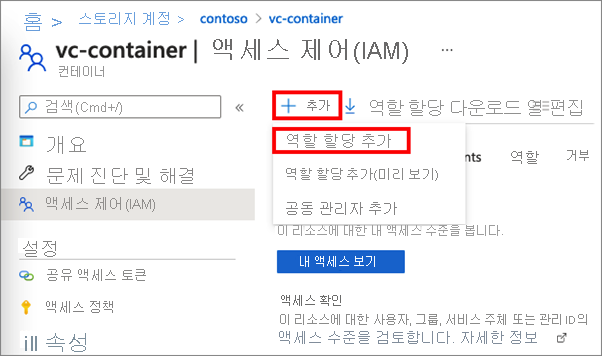 홈 > 스토리지 계정 > contoso > vc-container
vc-container | 액세스 제어(IAM) ...
컨테이너
검색(Cmd+/) «
+ 추가 역할 할당 다운로드 열 편집
개요
역할 할당 추가
nts 역할 거부
문제 진단 및 해결
역할 할당 추가(미리 보기)
액세스 제어(IAM)
공동 관리자 추가
이 리소스에 대한 내 액세스 수준을 봅니다.
설정
내 액세스 보기
공유 액세스 토큰
액세스 정책
액세스 확인
이 리소스에 대한 사용자, 그룹, 서비스 주체 또는 관리 ID의
액세스 수준을 검토합니다. 자세한 정보
속성